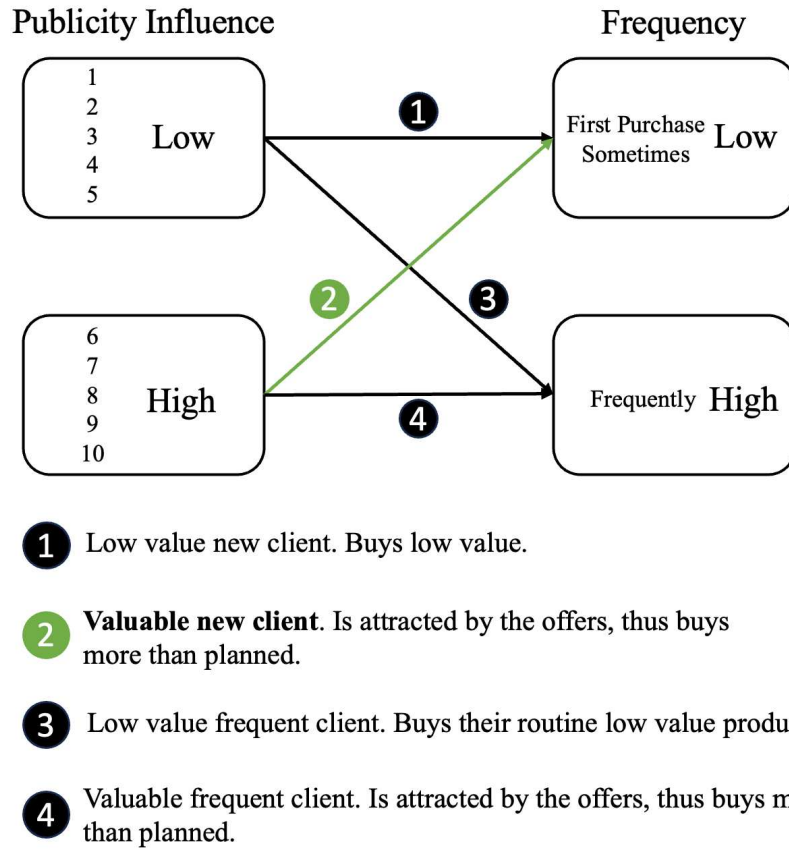 Publicity Influence
Frequency
1
2
3
4
5
Low
1
First Purchase
Sometimes
Low
2
3
6
7
8
9
10
High
4
Frequently
High
1 Low value new client. Buys low value.
2 Valuable new client. Is attracted by the offers, thus buys
more than planned.
3 Low value frequent client. Buys their routine low value
4 Valuable frequent client. Is attracted by the offers, thus buys
than planned.